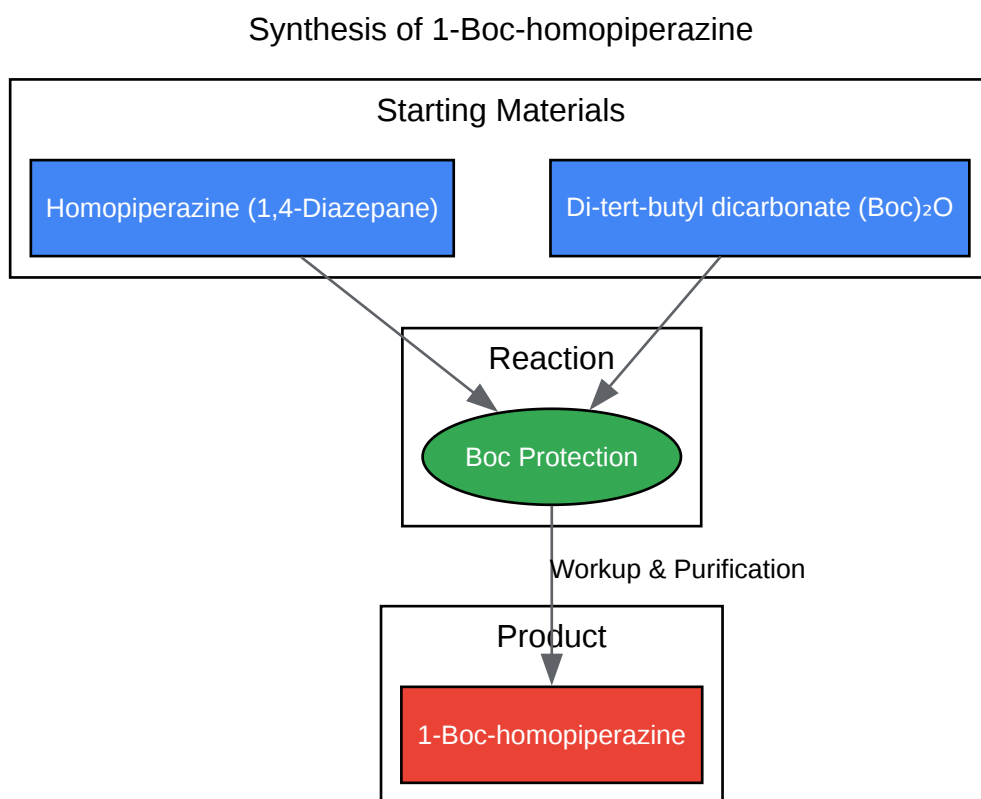 Synthesis of 1-Boc-homopiperazine
Starting Materials
Homopiperazine (1,4-Diazepane)
Di-tert-butyl dicarbonate (Boc)₂O
Reaction
Boc Protection
Workup & Purification
Product
1-Boc-homopiperazine